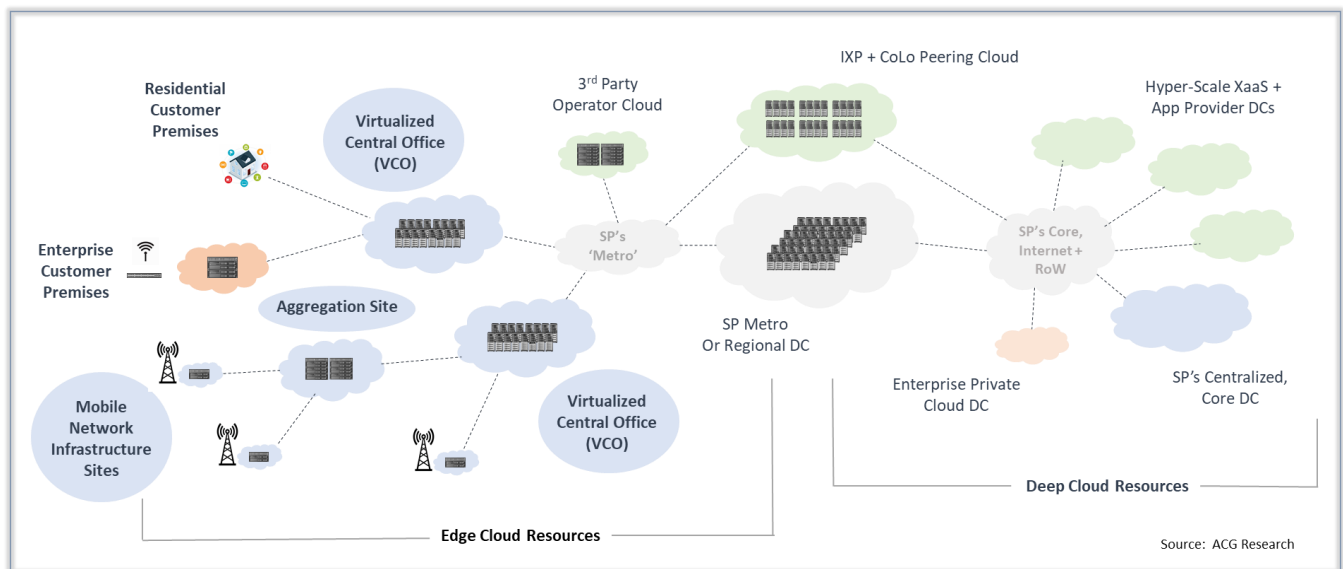 IXP + CoLo Peering Cloud
3rd Party
Operator Cloud
Hyper-Scale XaaS +
App Provider DCs
Residential
Customer
Premises
Virtualized
Central Office
(VCO)
SP's
'Metro'
SP's Core,
Internet +
RoW
Enterprise
Customer
Premises
Aggregation Site
SP Metro
Or Regional DC
Enterprise Private
Cloud DC
SP's Centralized,
Core DC
Mobile
Network
Infrastructure
Sites
Virtualized
Central Office
(VCO)
Deep Cloud Resources
Edge Cloud Resources
Source: ACG Research